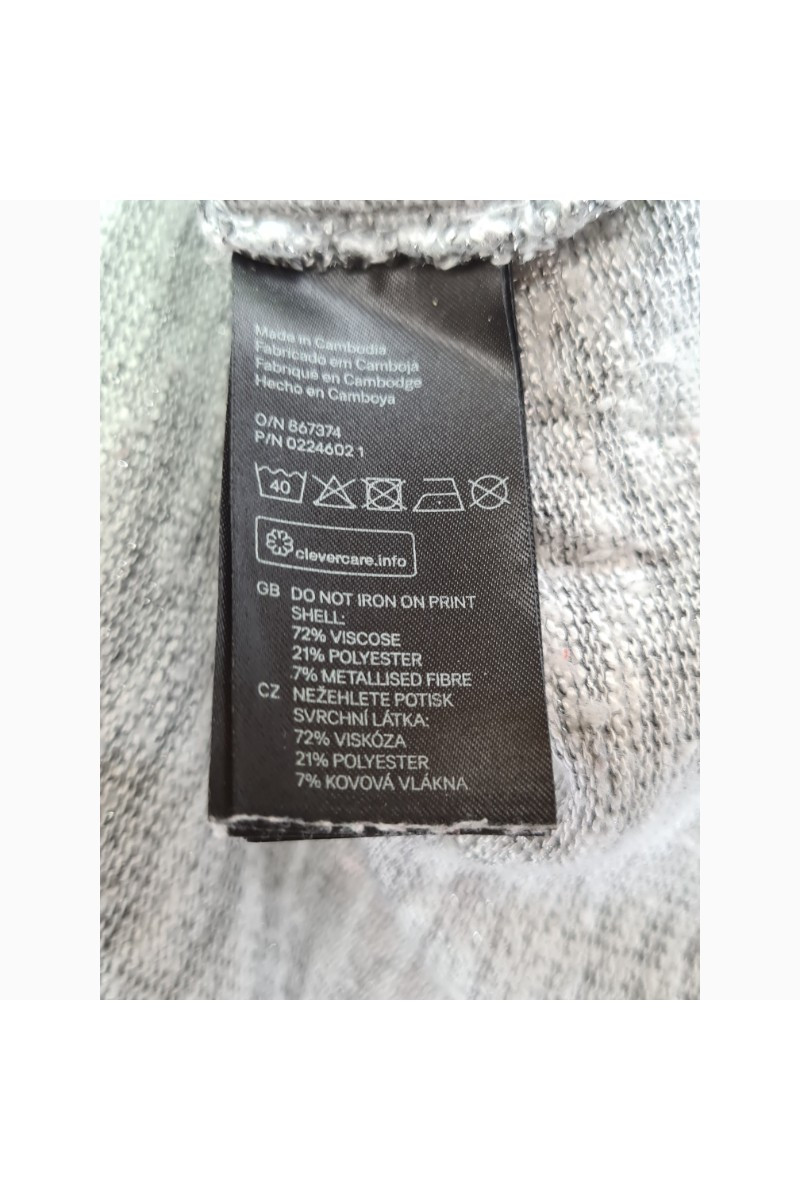 Made in Cambodia
Fabricado em Camboja
Fabriqué en Cambodge
Hecho en Camboya
O/N 867374
P/N 0224602 1
40
clevercare.info
GB DO NOT IRON ON PRINT
SHELL:
72% VISCOSE
21% POLYESTER
7% METALLISED FIBRE
CZ NEŽEHLETE POTISK
SVRCHNÍ LÁTKA:
72% VISKÓZA
21% POLYESTER
7% KOVOVÁ VLÁKNA